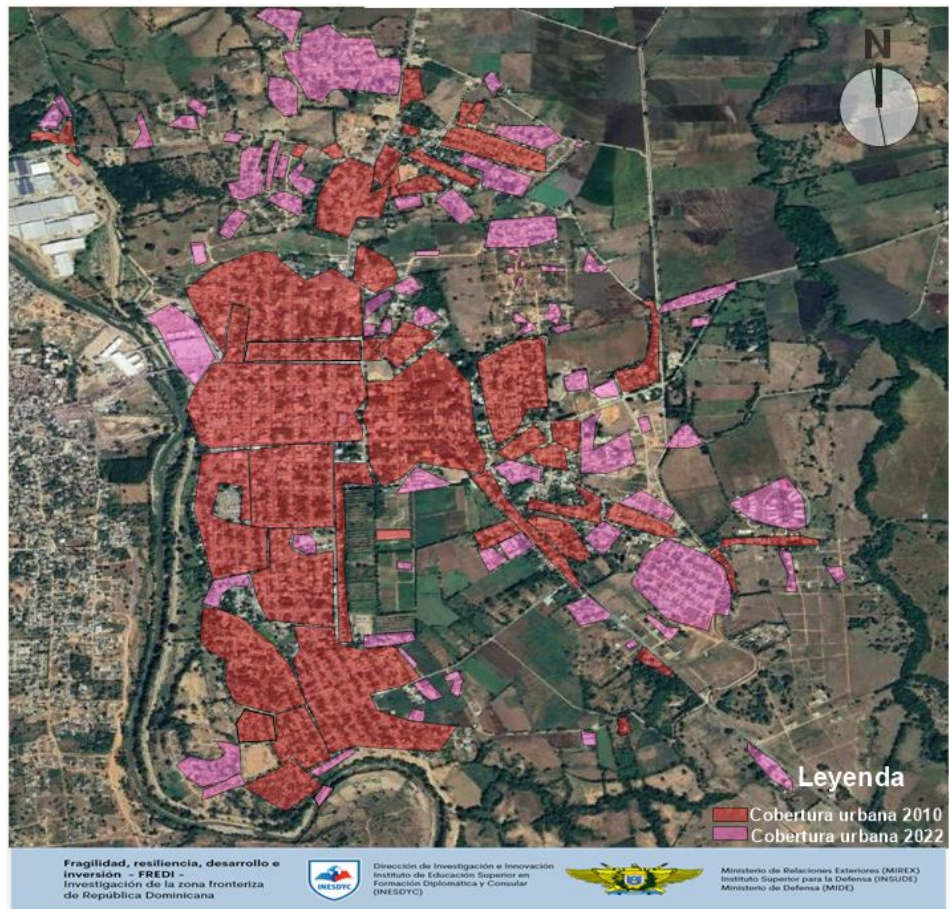 N
Leyenda
Cobertura urbana 2010
Cobertura urbana 2022
Fragilidad, resiliencia, desarrollo e
inversión - FREDI -
Investigación de la zona fronteriza
de República Dominicana
INESDYC
Dirección de Investigación e Innovación
Instituto de Educación Superior en
Formación Diplomática y Consular
(INESDYC)
Ministerio de Relaciones Exteriores (MIREX)
Instituto Superior para la Defensa (INSUDE)
Ministerio de Defensa (MIDE)